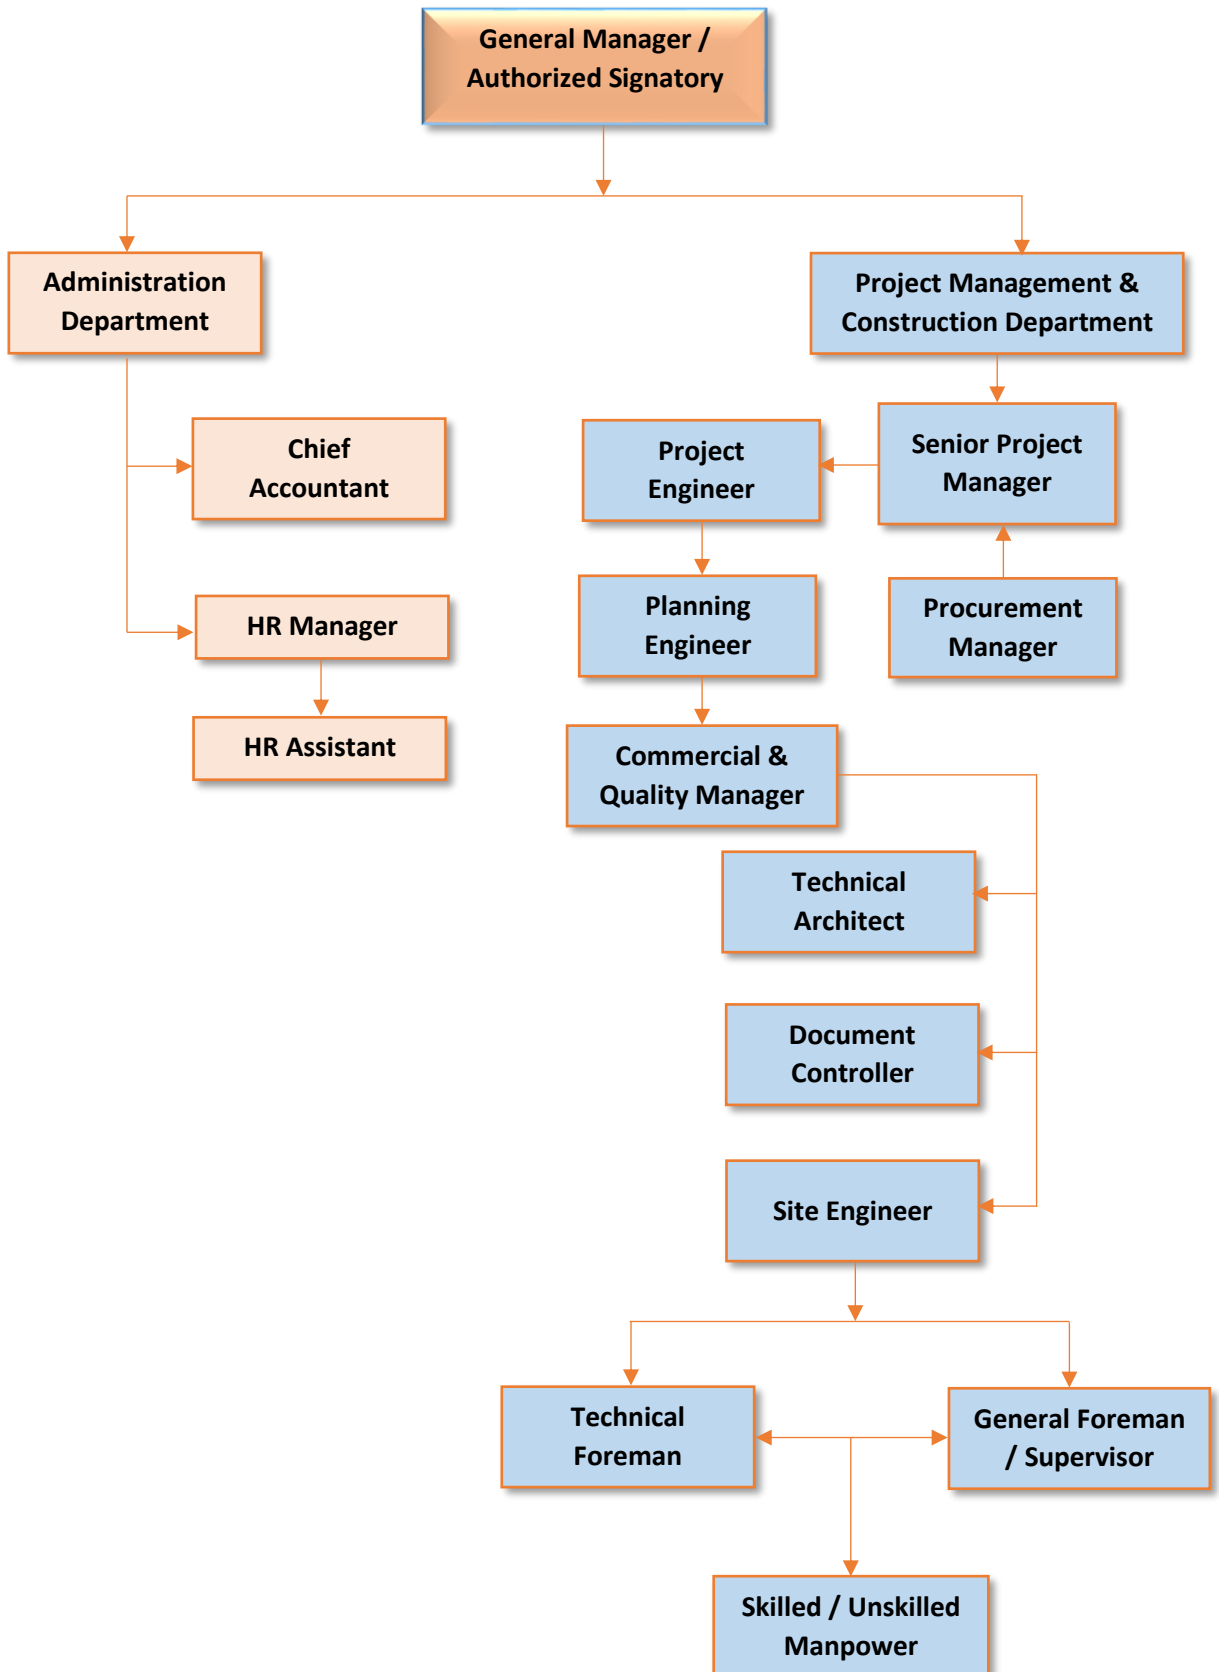 General Manager /
Authorized Signatory
Administration
Department
Project Management &
Construction Department
Chief
Accountant
Project
Engineer
Senior Project
Manager
HR Manager
Planning
Engineer
Procurement
Manager
HR Assistant
Commercial &
Quality Manager
Technical
Architect
Document
Controller
Site Engineer
Technical
Foreman
General Foreman
/ Supervisor
Skilled / Unskilled
Manpower